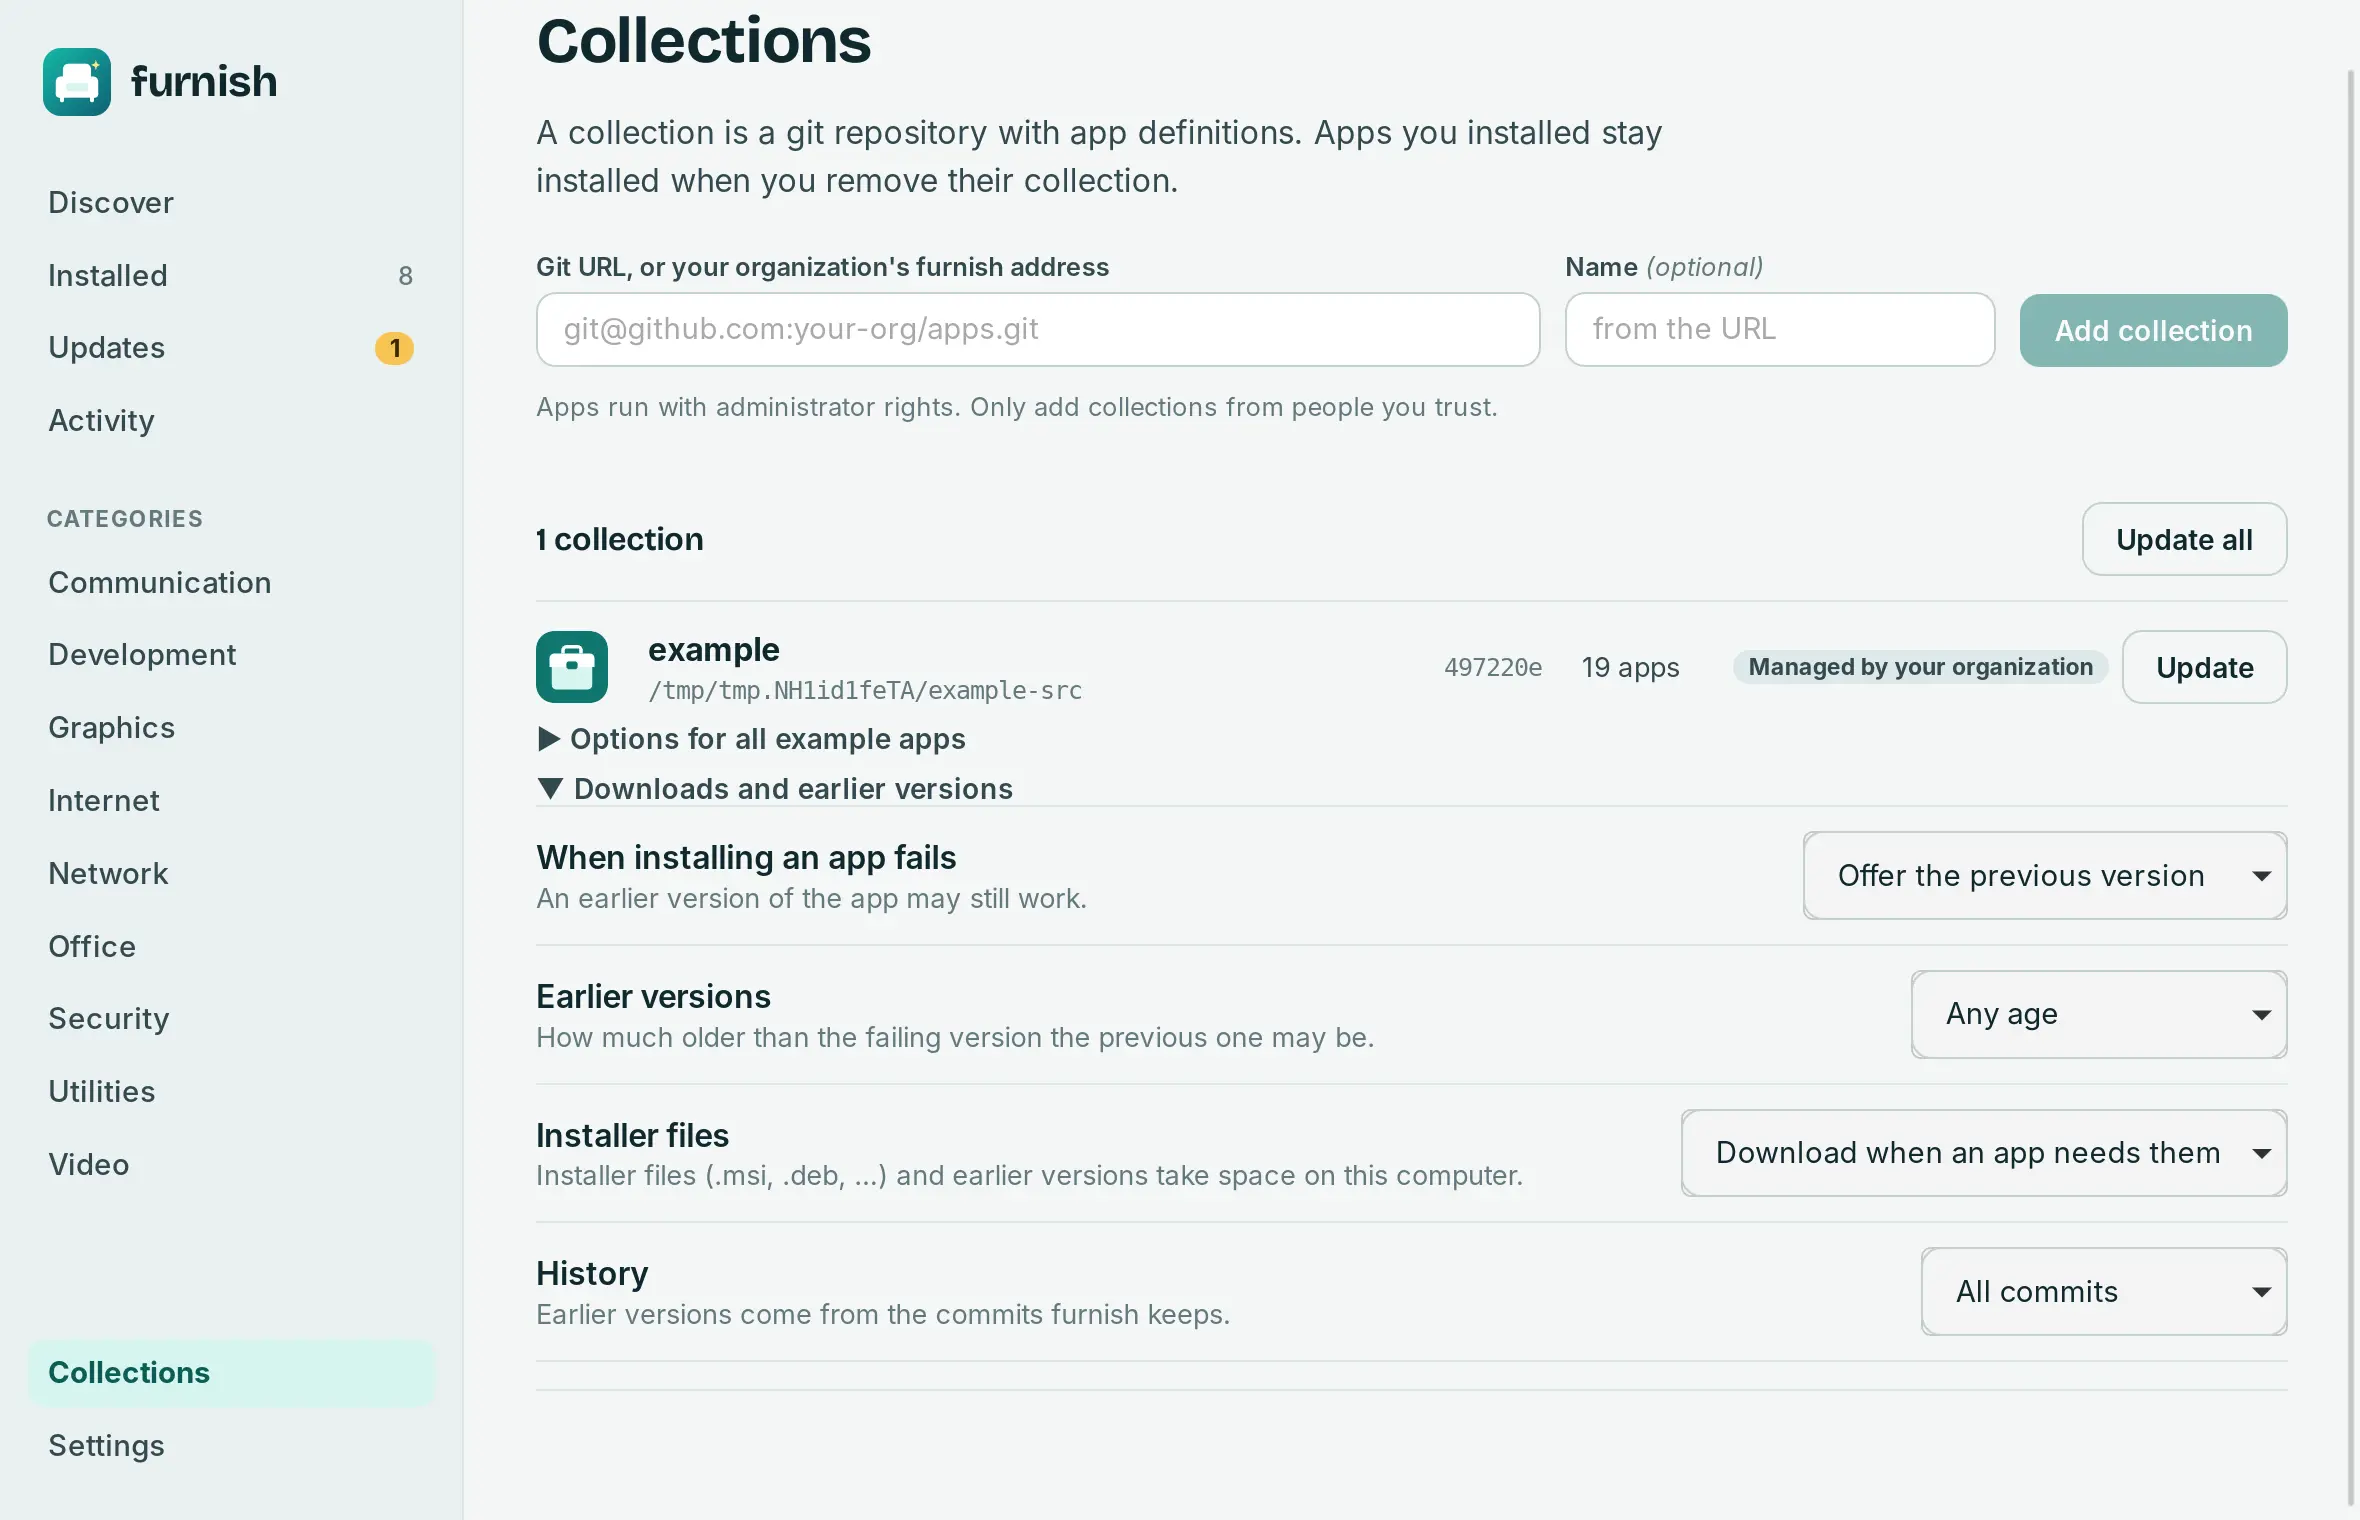 furnish
Discover
Installed 8
Updates 1
Activity
CATEGORIES
Communication
Development
Graphics
Internet
Network
Office
Security
Utilities
Video
Collections
Settings
Collections
A collection is a git repository with app definitions. Apps you installed stay
installed when you remove their collection.
Git URL, or your organization's furnish address
git@github.com:your-org/apps.git
Name (optional)
from the URL
Add collection
Apps run with administrator rights. Only add collections from people you trust.
1 collection
Update all
example
/tmp/tmp.NH1id1feTA/example-src
497220e
19 apps
Managed by your organization
Update
▶ Options for all example apps
▼ Downloads and earlier versions
When installing an app fails
An earlier version of the app may still work.
Offer the previous version
Earlier versions
How much older than the failing version the previous one may be.
Any age
Installer files
Installer files (.msi, .deb, ...) and earlier versions take space on this computer.
Download when an app needs them
History
Earlier versions come from the commits furnish keeps.
All commits